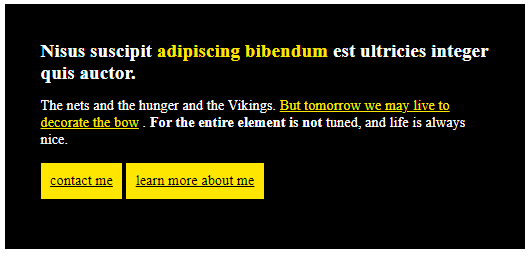 Nisus suscipit adipiscing bibendum est ultricies integer
quis auctor.
The nets and the hunger and the Vikings. But tomorrow we may live to
decorate the bow . For the entire element is not tuned, and life is always
nice.
contact me learn more about me